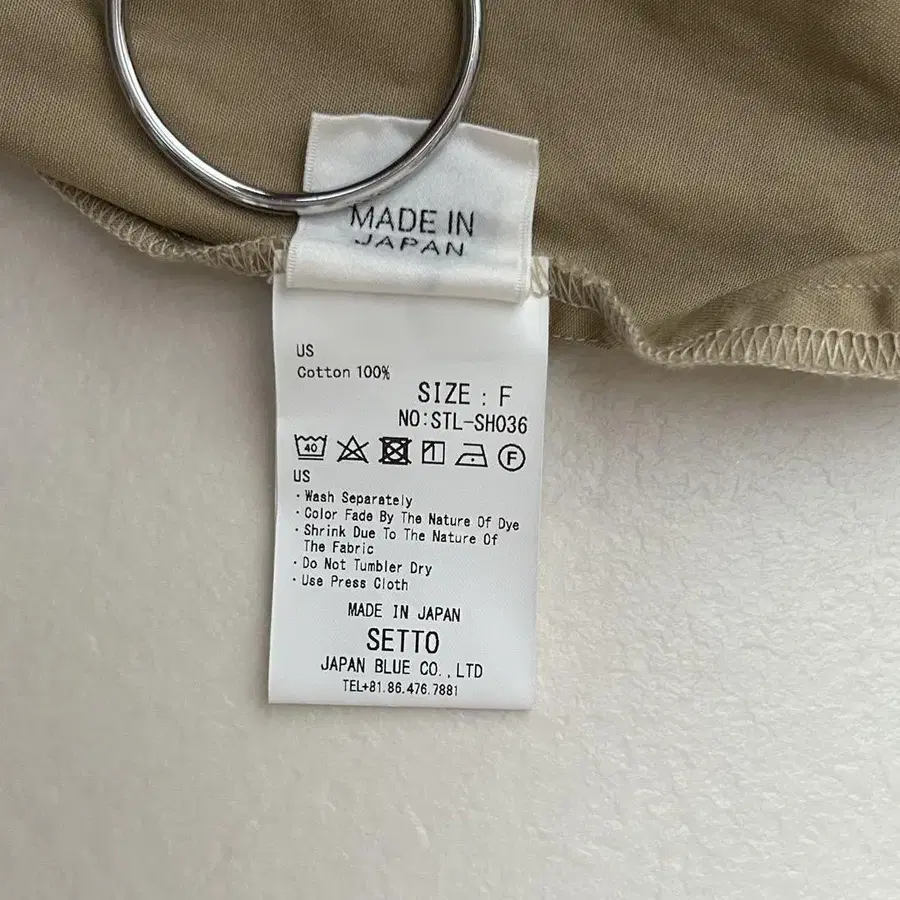 MADE IN
JAPAN
US
Cotton 100%
SIZE : F
NO:STL-SH036
40
F
US
・Wash Separately
・Color Fade By The Nature Of Dye
・Shrink Due To The Nature Of
The Fabric
・Do Not Tumbler Dry
・Use Press Cloth
MADE IN JAPAN
SETTO
JAPAN BLUE CO.,LTD
TEL+81.86.476.7881